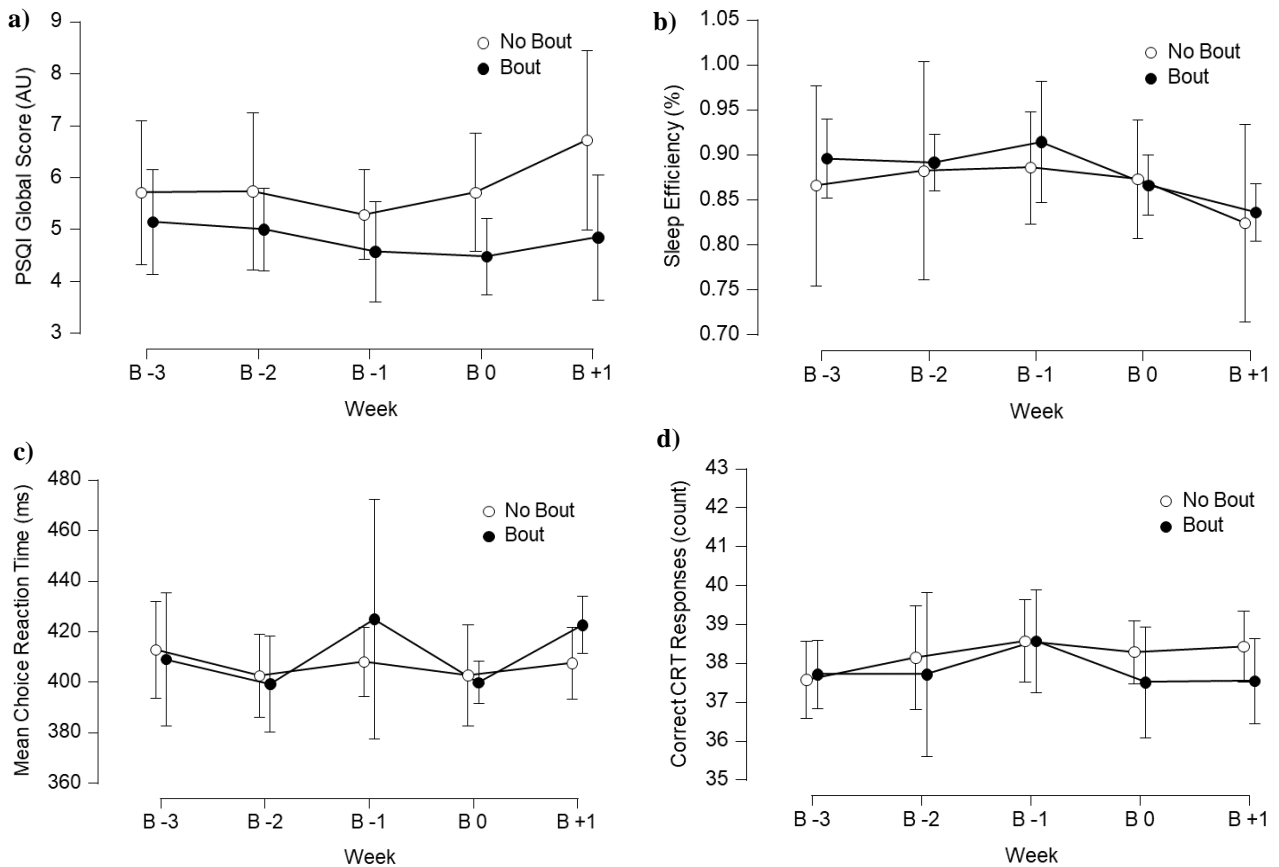 a)
PSQI Global Score (AU)
9
8
7
6
5
4
3
No Bout
Bout
B -3
B -2
B -1
B 0
B +1
Week
b)
Sleep Efficiency (%)
1.05
1.00
0.95
0.90
0.85
0.80
0.75
0.70
No Bout
Bout
B -3
B -2
B -1
B 0
B +1
Week
c)
Mean Choice Reaction Time (ms)
480
460
440
420
400
380
360
No Bout
Bout
B -3
B -2
B -1
B 0
B +1
Week
d)
Correct CRT Responses (count)
43
42
41
40
39
38
37
36
35
No Bout
Bout
B -3
B -2
B -1
B 0
B +1
Week